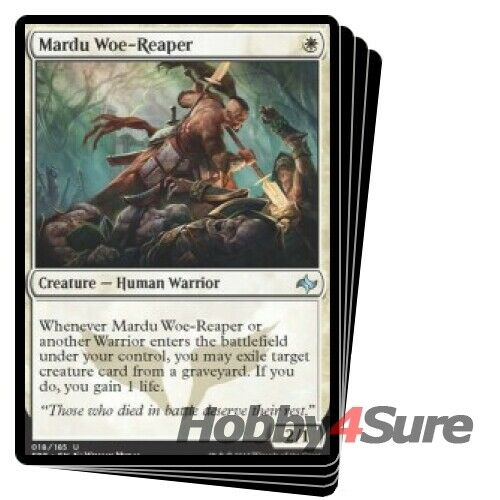 Mardu Woe-Reaper
Creature — Human Warrior
Whenever Mardu Woe-Reaper or
another Warrior enters the battlefield
under your control, you may exile target
creature card from a graveyard. If you
do, you gain 1 life.
"Those who died in battle deserve their rest."
Hobby4Sure
2/1
018/185 U